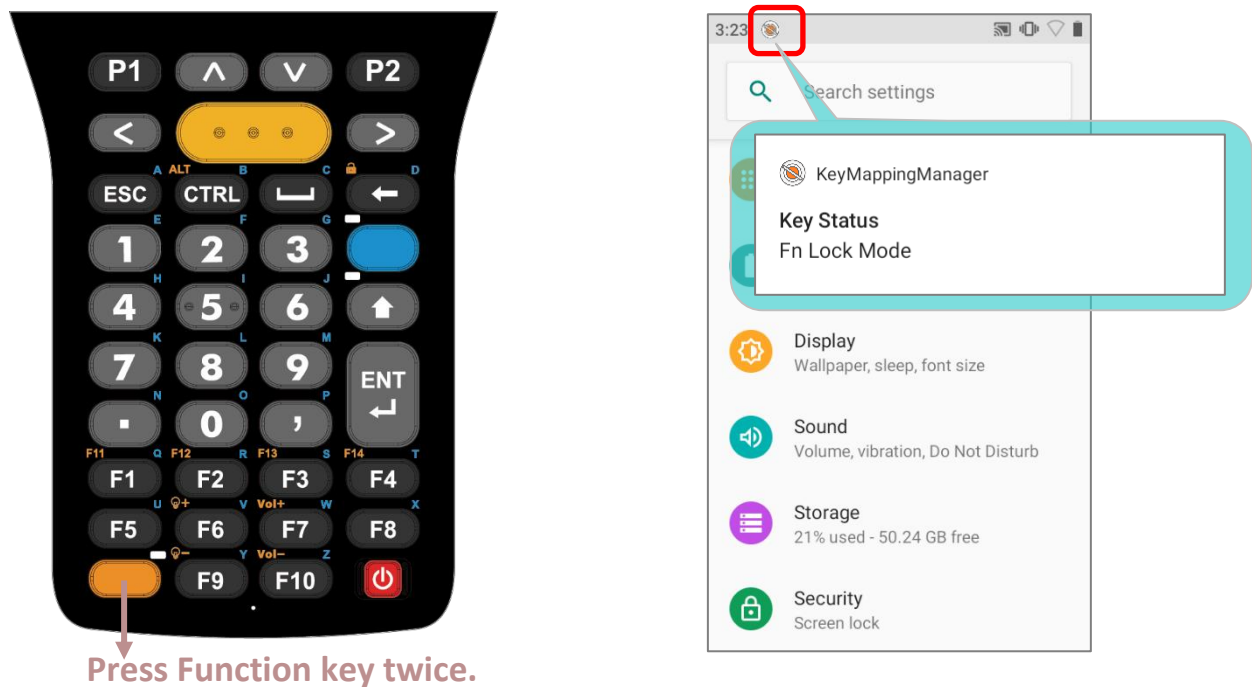 P1 ∧ ∨ P2
< >
A ALT B C D
ESC CTRL
E F G
1 2 3
H I J
4 5 6
K L M
7 8 9 ENT
N O P
. 0 ,
F11 Q F12 R F13 S F14 T
F1 F2 F3 F4
U + V Vol+ W X
F5 F6 F7 F8
− Y Vol− Z
F9 F10
Press Function key twice.
3:23
Search settings
KeyMappingManager
Key Status
Fn Lock Mode
Display
Wallpaper, sleep, font size
Sound
Volume, vibration, Do Not Disturb
Storage
21% used - 50.24 GB free
Security
Screen lock